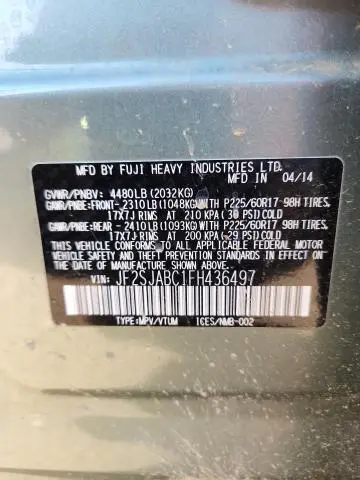 MFD BY FUJI HEAVY INDUSTRIES LTD.
MFD IN 04/14
GVWR/PNBV: 4480LB (2032KG)
GAWR/PNBE:FRONT-2310LB (1048KG)WITH P225/60R17 98H TIRES,
17X7J RIMS AT 210 KPA (30 PSI)COLD
GAWR/PNBE:REAR -2410LB (1093KG)WITH P225/60R17 98H TIRES,
17X7J RIMS AT 200 KPA (29 PSI)COLD
THIS VEHICLE CONFORMS TO ALL APPLICABLE FEDERAL MOTOR
VEHICLE SAFETY, BUMPER, AND THEFT PREVENTION STANDARDS
IN EFFECT ON THE DATE OF MANUFACTURE SHOWN ABOVE.
VIN: JF2SJABC1FH436497
TYPE:MPV/VTUM ICES/NMB-002